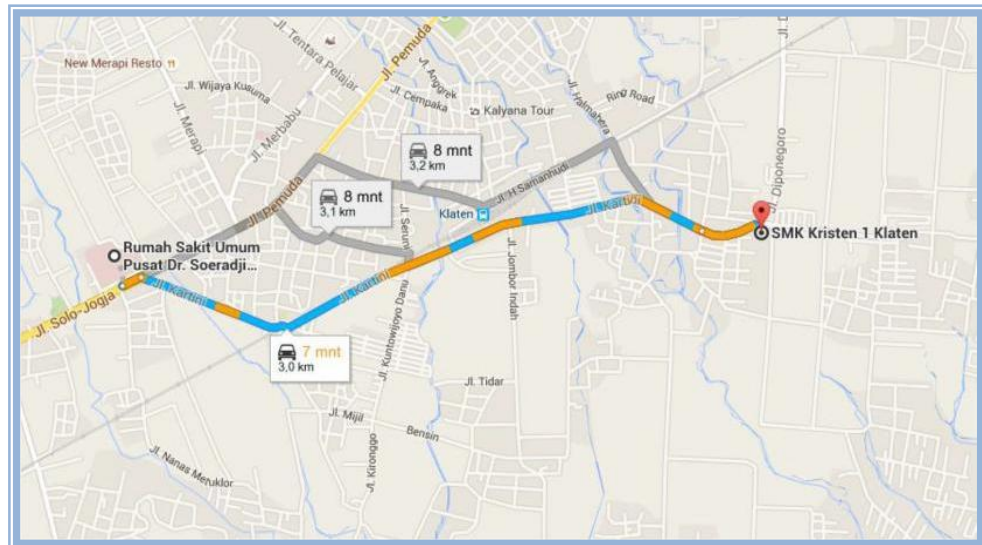 New Merapi Resto
Jl. Tentara Pelajar
Jl. Pemuda
Jl. Wijaya Kusuma
Jl. Merapi
Jl. Merbabu
Jl. Anggrek
Jl. Cempaka
Kalyana Tour
Jl. Halmahera
Ring Road
Jl. D
8 mnt
3,2 km
8 mnt
3,1 km
Jl. Pemuda
Jl. H Samanhudi
Jl. Diponegoro
Klaten
Jl. Seruni
Jl. Kartini
SMK Kristen 1 Klaten
Rumah Sakit Umum
Pusat Dr. Soeradji...
Jl. Kartini
Jl. Kartini
Jl. Solo-Jogja
Jl. Jombor Indah
Jl. Kuntowijoyo Danu
7 mnt
3,0 km
Jl. Tidar
Jl. Mijil
Bensin
Jl. Kironggo
Jl. Nanas Meruklor